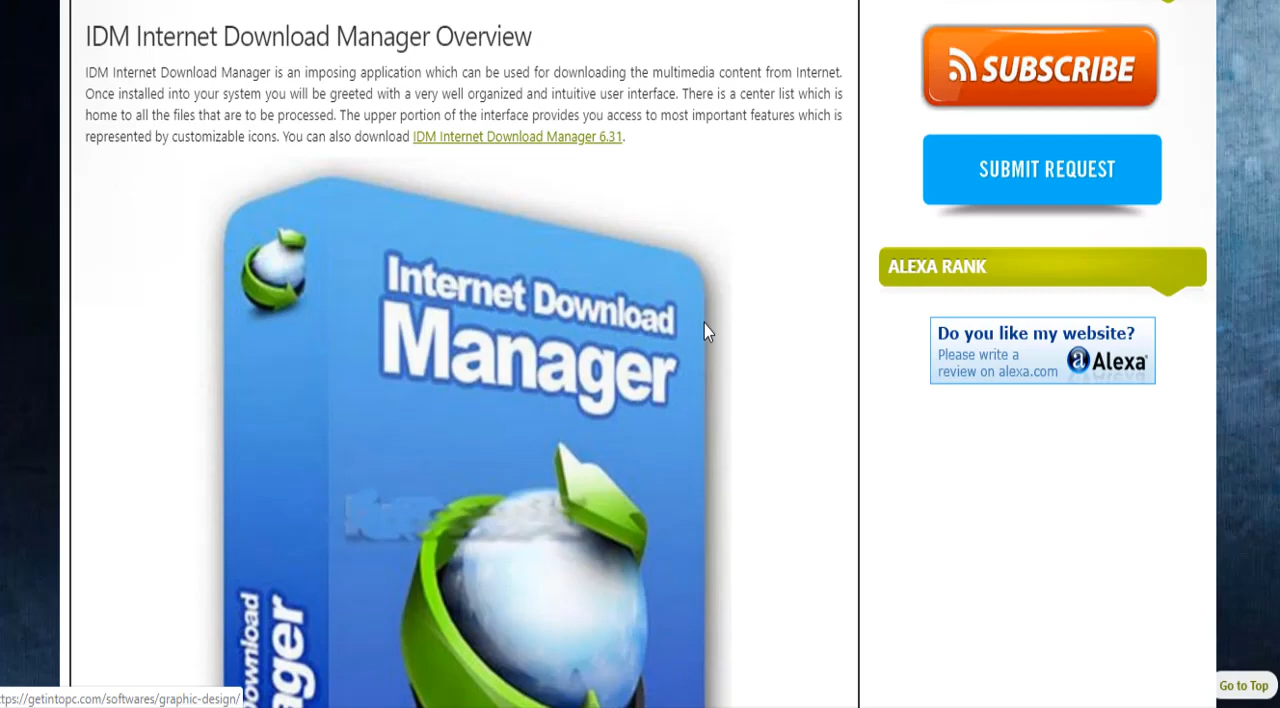 IDM Internet Download Manager Overview
IDM Internet Download Manager is an imposing application which can be used for downloading the multimedia content from Internet.
Once installed into your system you will be greeted with a very well organized and intuitive user interface. There is a center list which is
home to all the files that are to be processed. The upper portion of the interface provides you access to most important features which is
represented by customizable icons. You can also download IDM Internet Download Manager 6.31.
Internet Download
Manager
ownload
ager
SUBSCRIBE
SUBMIT REQUEST
ALEXA RANK
Do you like my website?
Please write a
review on alexa.com
Alexa
Go to Top
ttps://getintopc.com/softwares/graphic-design/